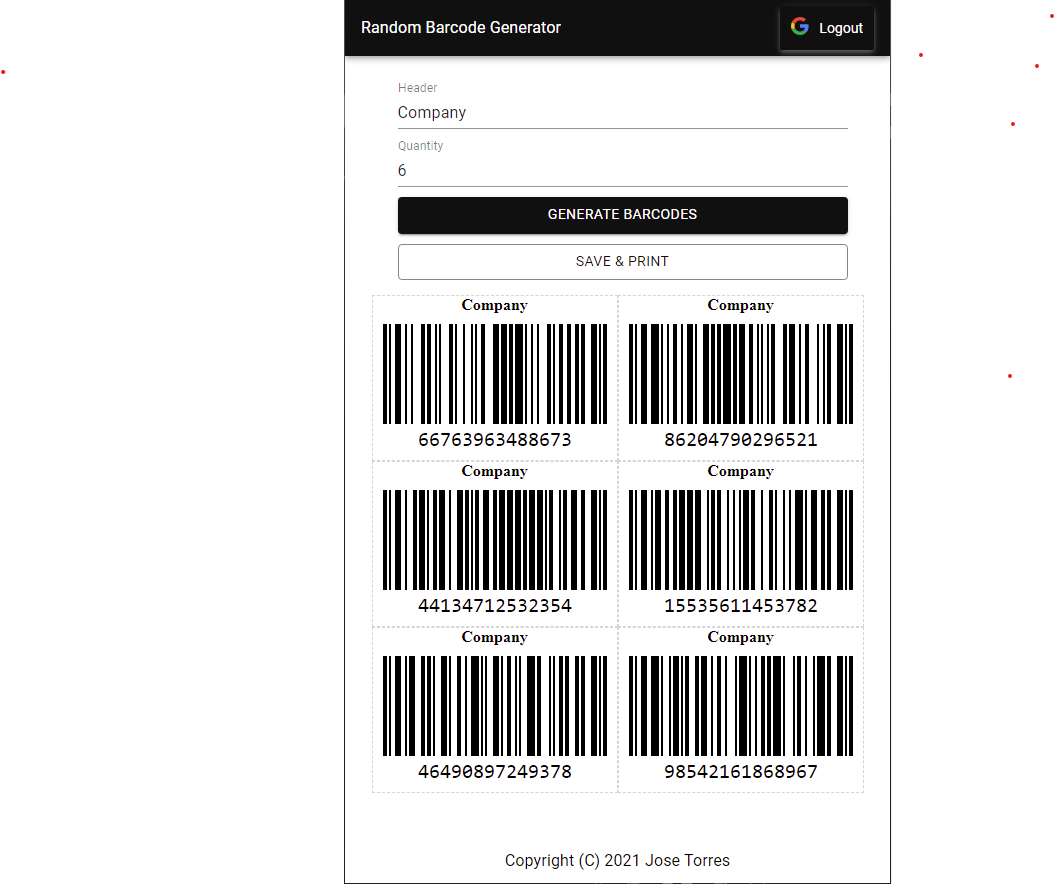 Random Barcode Generator
Logout
Header
Company
Quantity
6
GENERATE BARCODES
SAVE & PRINT
Company
Company
66763963488673
86204790296521
Company
Company
44134712532354
15535611453782
Company
Company
46490897249378
98542161868967
Copyright (C) 2021 Jose Torres